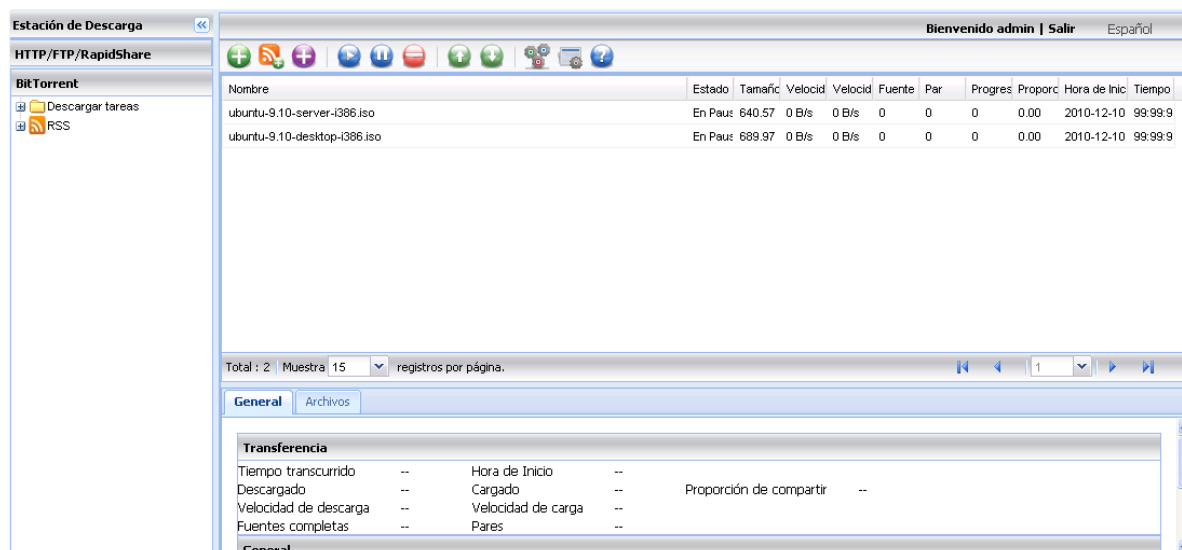 Estación de Descarga
Bienvenido admin | Salir Español
HTTP/FTP/RapidShare
BitTorrent
Descargar tareas
RSS
Nombre Estado Tamaño Velocid Velocid Fuente Par Progres Proporc Hora de Inic Tiempo
ubuntu-9.10-server-i386.iso En Paus 640.57 0 B/s 0 B/s 0 0 0 0.00 2010-12-10 99:99:9
ubuntu-9.10-desktop-i386.iso En Paus 689.97 0 B/s 0 B/s 0 0 0 0.00 2010-12-10 99:99:9
Total : 2 Muestra 15 registros por página. 1
General Archivos
Transferencia
Tiempo transcurrido -- Hora de Inicio --
Descargado -- Cargado -- Proporción de compartir --
Velocidad de descarga -- Velocidad de carga --
Fuentes completas -- Pares --
General